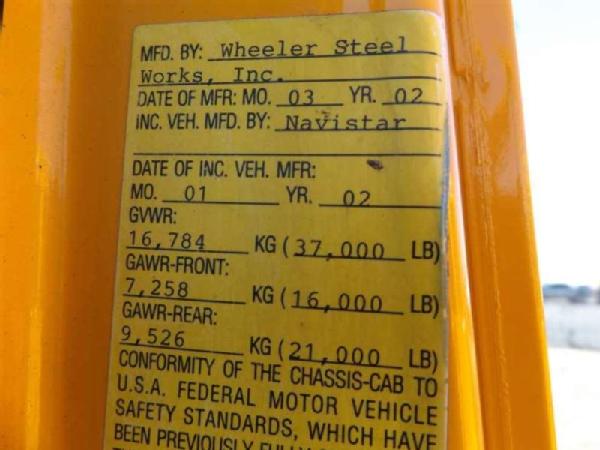 MFD. BY: Wheeler Steel
Works, Inc.
DATE OF MFR: MO. 03 YR. 02
INC. VEH. MFD. BY: Navistar
DATE OF INC. VEH. MFR:
MO. 01 YR. 02
GVWR:
16,784 KG (37,000 LB)
GAWR-FRONT:
7,258 KG (16,000 LB)
GAWR-REAR:
9,526 KG (21,000 LB)
CONFORMITY OF THE CHASSIS-CAB TO
U.S.A. FEDERAL MOTOR VEHICLE
SAFETY STANDARDS, WHICH HAVE
BEEN PREVIOUSLY